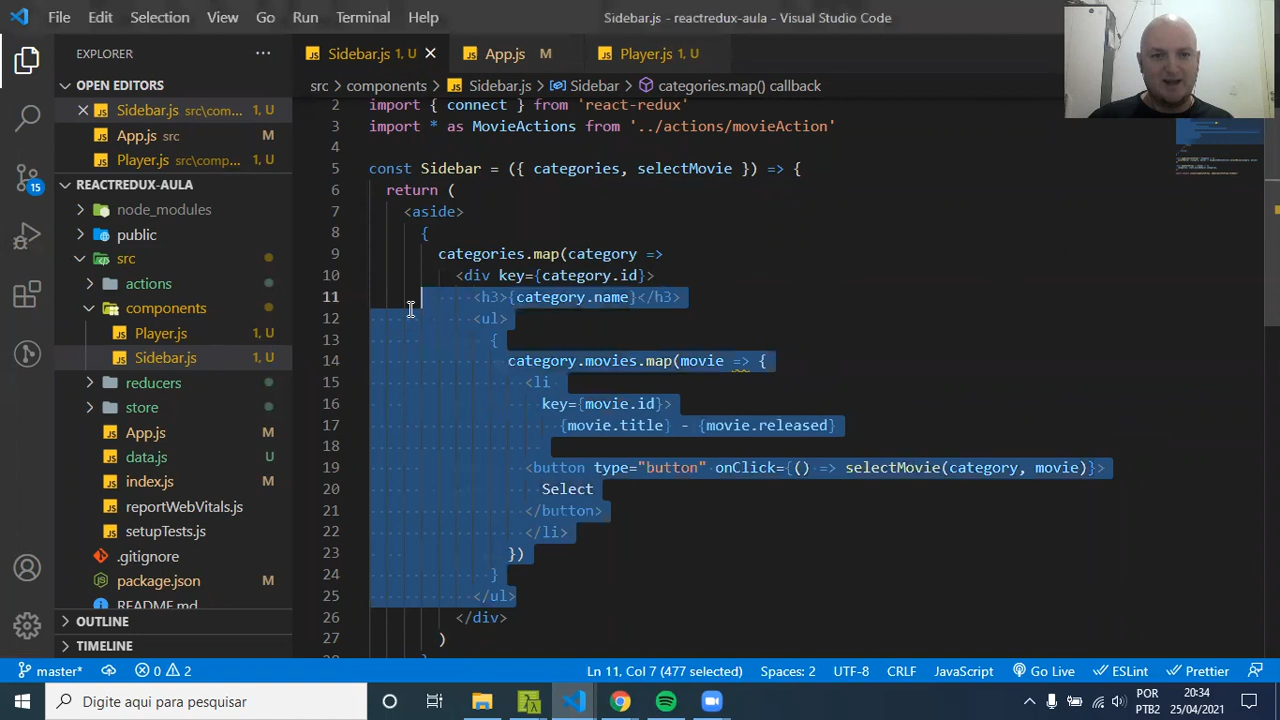 File Edit Selection View Go Run Terminal Help Sidebar.js - reactredux-aula - Visual Studio Code
EXPLORER
OPEN EDITORS
Sidebar.js src\com... 1, U
App.js src M
Player.js src\comp... 1, U
REACTREDUX-AULA
node_modules
public
src
actions
components
Player.js 1, U
Sidebar.js 1, U
reducers
store
App.js M
data.js U
index.js M
reportWebVitals.js
setupTests.js
.gitignore
package.json M
README.md
OUTLINE
TIMELINE
15
Sidebar.js 1, U App.js M Player.js 1, U
src > components > Sidebar.js > Sidebar > categories.map() callback
2 import { connect } from 'react-redux'
3 import * as MovieActions from '../actions/movieAction'
4
5 const Sidebar = ({ categories, selectMovie }) => {
6 return (
7 <aside>
8 {
9 categories.map(category =>
10 <div key={category.id}>
11 <h3>{category.name}</h3>
12 <ul>
13 {
14 category.movies.map(movie => {
15 <li
16 key={movie.id}>
17 {movie.title} - {movie.released}
18
19 <button type="button" onClick={() => selectMovie(category, movie)}>
20 Select
21 </button>
22 </li>
23 })
24 }
25 </ul>
26 </div>
27 )
master* 0 2 Ln 11, Col 7 (477 selected) Spaces: 2 UTF-8 CRLF JavaScript Go Live ESLint Prettier
Digite aqui para pesquisar
POR
PTB2
20:34
25/04/2021